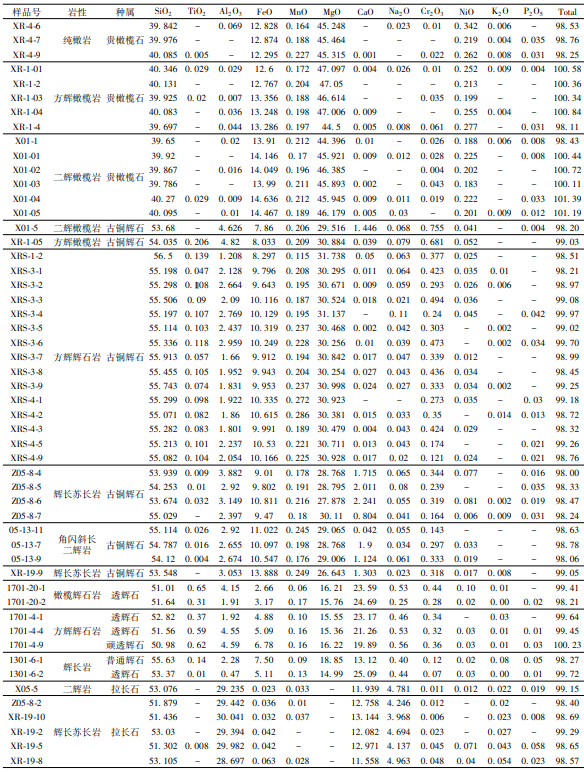 样号 岩性 种属 SiO2 TiO2 Al2O3 FeO MnO MgO CaO Na2O Cr2O3 NiO K2O P2O5 Total
XR-4-6 39.842 - 0.069 12.828 0.164 45.248 - 0.023 0.01 0.342 0.006 - 98.53
XR-4-7 纯橄岩 贵橄榄石 39.976 - - 12.874 0.188 45.464 - - - 0.219 0.004 0.035 98.76
XR-4-9 40.085 0.005 - 12.295 0.227 45.315 0.001 - 0.022 0.262 0.008 0.031 98.25
XR-1-01 40.346 0.029 0.029 12.6 0.172 47.097 0.004 0.026 0.01 0.252 0.009 0.004 100.58
XR-1-2 40.131 - - 12.767 0.204 47.05 - - - 0.213 - - 100.36
XR-1-03 方辉橄榄岩 贵橄榄石 39.925 0.02 0.007 13.356 0.188 46.614 - - 0.035 0.199 - - 100.34
XR-1-04 40.083 - 0.036 13.248 0.198 47.006 0.009 - - 0.255 0.004 - 100.84
XR-1-4 39.697 - 0.044 13.286 0.197 44.5 0.005 0.008 0.061 0.277 - 0.031 98.11
X01-1 39.65 - 0.02 13.91 0.212 44.396 0.01 - 0.026 0.188 0.006 0.008 98.43
X01-01 39.92 - - 14.146 0.17 45.921 0.009 0.012 0.028 0.225 - 0.008 100.44
X01-02 二辉橄榄岩 贵橄榄石 39.867 - 0.016 14.049 0.196 46.385 - - 0.004 0.202 - - 100.72
X01-03 39.786 - - 13.99 0.211 45.893 0.002 - 0.043 0.183 - - 100.11
X01-04 40.27 0.029 0.009 14.636 0.212 45.945 0.009 0.011 0.019 0.222 - 0.033 101.39
X01-05 40.095 - 0.01 14.467 0.189 46.179 0.005 0.03 - 0.201 0.009 0.012 101.19
X01-5 二辉橄榄岩 古铜辉石 53.68 - 4.626 7.86 0.206 29.516 1.446 0.068 0.755 0.041 - 0.004 98.20
XR-1-05 方辉橄榄岩 古铜辉石 54.035 0.206 4.82 8.033 0.209 30.884 0.039 0.079 0.681 0.052 - - 99.03
XRS-1-2 56.5 0.139 1.208 8.297 0.115 31.738 0.05 0.063 0.377 0.025 - - 98.51
XRS-3-1 55.198 0.047 2.128 9.796 0.208 30.295 0.011 0.064 0.423 0.035 0.01 - 98.21
XRS-3-2 55.298 0.108 2.664 9.643 0.195 30.671 0.009 0.059 0.293 0.026 0.006 - 98.97
XRS-3-3 55.506 0.09 2.09 10.116 0.187 30.524 0.018 0.021 0.494 0.036 - - 99.08
XRS-3-4 55.197 0.107 2.769 10.129 0.195 31.137 - 0.11 0.24 0.045 - 0.042 99.97
XRS-3-5 55.114 0.103 2.437 10.319 0.237 30.468 0.002 0.042 0.303 - 0.002 - 99.02
XRS-3-6 55.336 0.118 2.959 10.249 0.228 30.256 0.01 0.039 0.473 - 0.002 0.034 99.70
XRS-3-7 方辉辉石岩 古铜辉石 55.913 0.057 1.66 9.912 0.194 30.842 0.017 0.047 0.339 0.012 - - 98.99
XRS-3-8 55.455 0.105 1.952 9.943 0.204 30.254 0.027 0.043 0.436 0.034 - - 98.45
XRS-3-9 55.743 0.074 1.831 9.953 0.237 30.998 0.024 0.027 0.333 0.034 0.002 - 99.25
XRS-4-1 55.299 0.098 1.922 10.335 0.272 30.923 - - 0.273 0.035 - 0.03 99.18
XRS-4-2 55.071 0.082 1.86 10.615 0.286 30.381 0.015 0.033 0.35 - 0.014 0.013 98.72
XRS-4-3 55.282 0.083 1.801 9.991 0.189 30.479 0.004 0.043 0.424 0.029 - - 98.32
XRS-4-5 55.213 0.101 2.237 10.53 0.221 30.711 0.013 0.043 0.174 - - 0.021 99.26
XRS-4-9 55.082 0.104 2.054 10.166 0.225 30.928 0.017 0.02 0.121 0.024 - 0.021 98.76
Z05-8-4 53.939 0.009 3.882 9.01 0.178 28.768 1.715 0.065 0.344 0.077 - 0.016 98.00
Z05-8-5 辉长苏长岩 古铜辉石 54.253 0.01 2.92 9.802 0.191 28.795 2.011 0.08 0.239 - - 0.035 98.33
Z05-8-6 53.674 0.032 3.149 10.811 0.216 27.878 2.241 0.055 0.319 0.081 0.002 0.019 98.47
Z05-8-7 55.029 - 2.397 9.47 0.18 30.11 0.804 0.041 0.164 0.006 0.009 0.031 98.24
05-13-11 55.114 0.026 2.92 11.022 0.245 29.065 0.042 0.055 0.143 - - - 98.63
05-13-7 角闪斜长二辉岩 古铜辉石 54.787 0.016 2.655 10.097 0.198 28.768 1.9 0.034 0.297 0.033 - - 98.78
05-13-9 54.12 0.004 2.674 10.547 0.176 29.006 1.124 0.061 0.333 0.019 - - 98.06
XR-19-9 辉长苏长岩 古铜辉石 53.548 - 3.053 13.888 0.249 26.643 1.303 0.023 0.318 0.017 0.008 - 99.05
1701-20-1 橄榄辉石岩 透辉石 51.01 0.65 4.15 2.66 0.06 16.21 23.59 0.53 0.44 0.10 0.01 - 99.41
1701-20-2 51.64 0.31 1.91 3.17 0.17 15.76 24.69 0.25 0.28 0.02 0.00 0.02 98.21
1701-4-1 透辉石 52.82 0.37 1.92 4.88 0.10 15.55 23.17 0.46 0.34 - 0.03 - 99.64
1701-4-4 方辉辉石岩 透辉石 51.56 0.59 4.55 5.09 0.16 15.36 21.26 0.53 0.32 0.03 0.01 0.01 99.45
1701-4-9 顽透辉石 50.98 0.62 4.59 6.78 0.16 16.22 19.89 0.56 0.36 0.03 0.01 0.03 100.23
1301-6-1 辉长岩 普通辉石 55.63 0.14 2.28 7.50 0.09 18.85 13.12 0.40 0.12 0.02 0.08 0.05 98.27
1301-6-2 透辉石 53.37 0.01 0.47 5.11 0.13 14.99 25.09 0.44 0.07 0.03 0.00 0.01 99.72
X05-5 二辉岩 拉长石 53.076 - 29.235 0.023 0.033 - 11.939 4.781 0.011 0.012 0.022 0.019 99.15
Z05-8-2 51.879 - 29.442 0.036 0.01 - 12.758 4.246 0.012 - 0.02 - 98.40
XR-19-10 51.436 - 30.041 0.032 0.037 - 13.144 3.968 0.006 - 0.023 0.008 98.69
XR-19-2 辉长苏长岩 拉长石 53.03 - 29.394 0.042 - - 12.082 4.694 0.023 - 0.027 - 99.29
XR-19-5 51.302 0.008 29.982 0.042 - - 12.971 4.137 0.045 0.071 0.043 0.058 98.65
XR-19-8 53.105 - 28.697 0.063 0.028 - 11.558 4.963 0.048 0.04 0.054 0.023 98.57